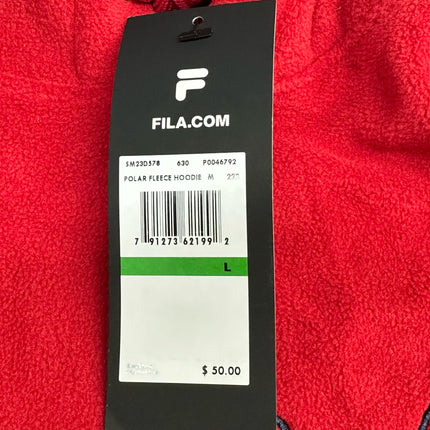 F
FILA.COM
SM23D578 630 P0046792
POLAR FLEECE HOODIE M
7 91273 62199 2
L
$ 50.00